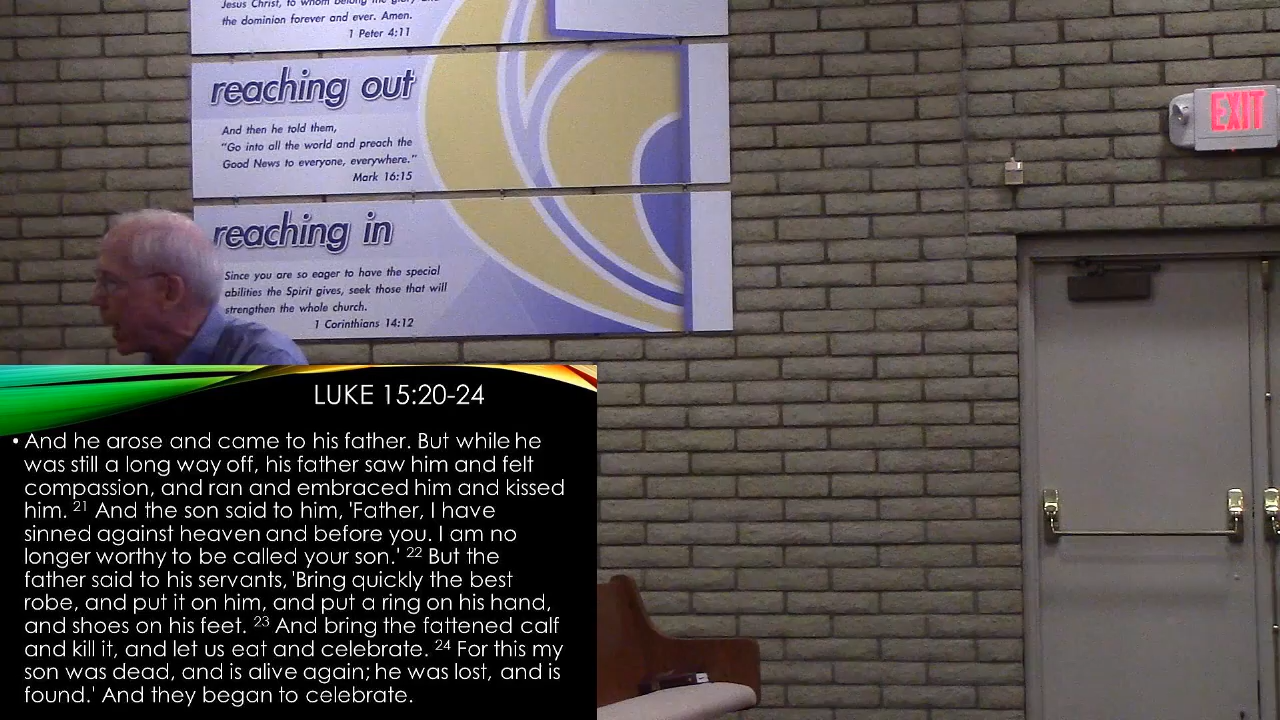 Jesus Christ, to whom belong the glory and
the dominion forever and ever. Amen.
1 Peter 4:11
reaching out
And then he told them,
"Go into all the world and preach the
Good News to everyone, everywhere."
Mark 16:15
EXIT
reaching in
Since you are so eager to have the special
abilities the Spirit gives, seek those that will
strengthen the whole church.
1 Corinthians 14:12
LUKE 15:20-24
• And he arose and came to his father. But while he
was still a long way off, his father saw him and felt
compassion, and ran and embraced him and kissed
him. ²¹ And the son said to him, 'Father, I have
sinned against heaven and before you. I am no
longer worthy to be called your son.' ²² But the
father said to his servants, 'Bring quickly the best
robe, and put it on him, and put a ring on his hand,
and shoes on his feet. ²³ And bring the fattened calf
and kill it, and let us eat and celebrate. ²⁴ For this my
son was dead, and is alive again; he was lost, and is
found.' And they began to celebrate.